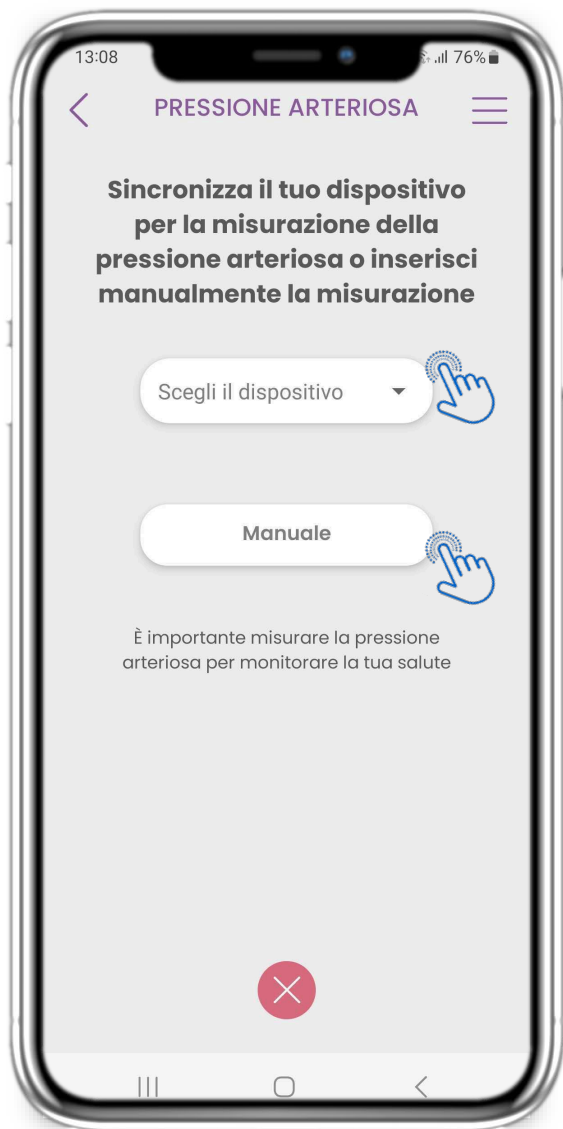 13:08
76%
PRESSIONE ARTERIOSA
Sincronizza il tuo dispositivo
per la misurazione della
pressione arteriosa o inserisci
manualmente la misurazione
Scegli il dispositivo
Manuale
È importante misurare la pressione
arteriosa per monitorare la tua salute